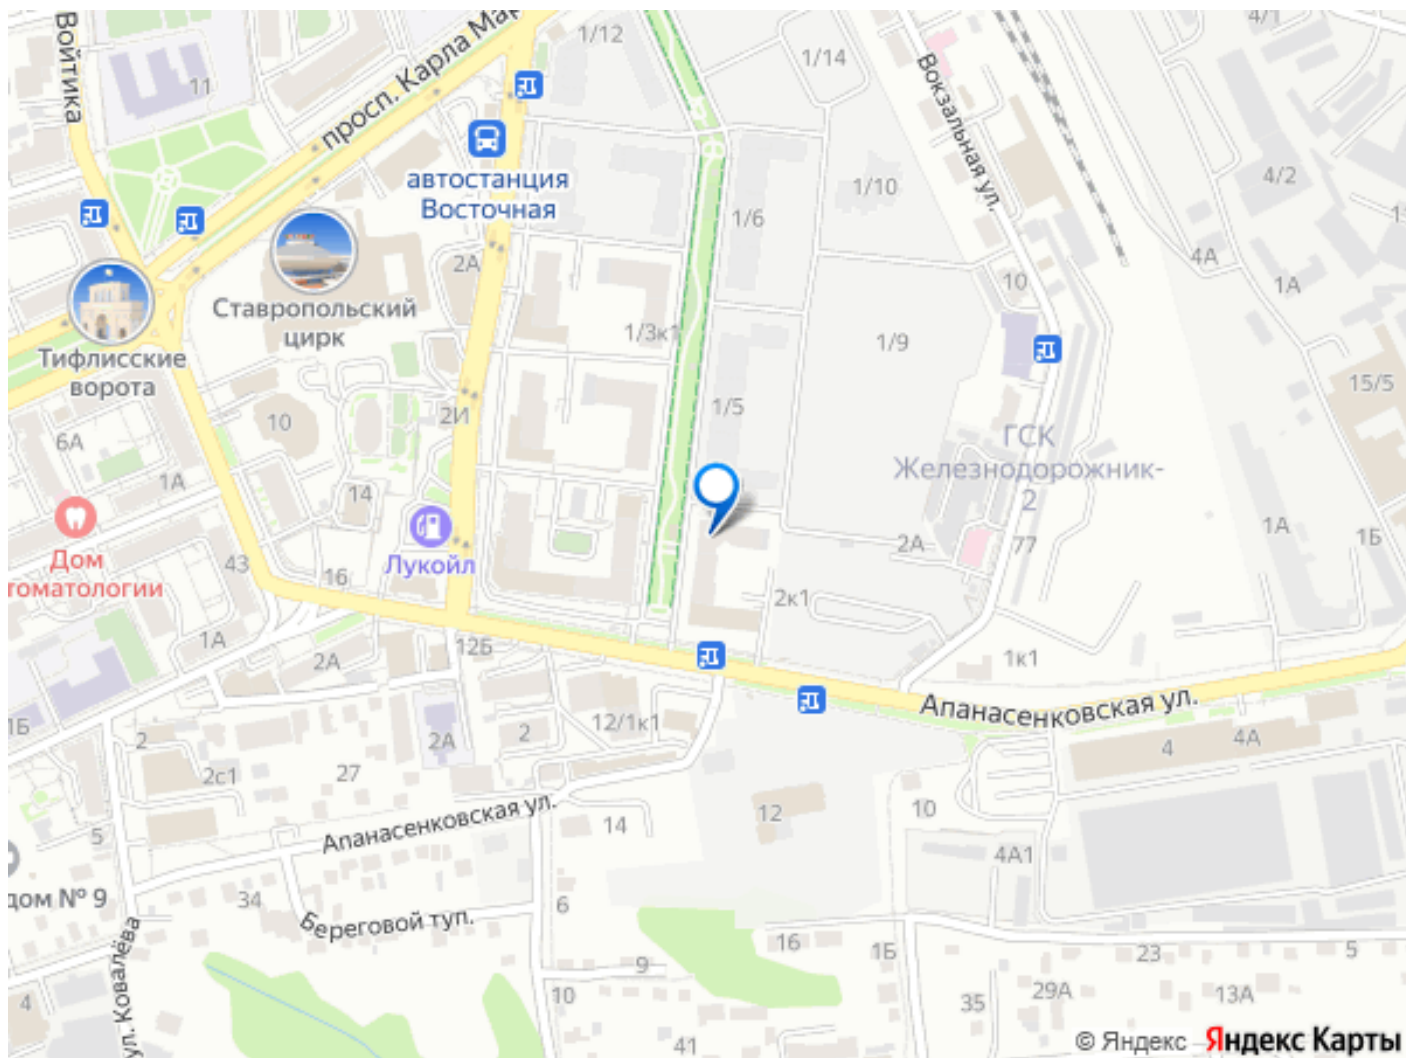 Войтика
просп. Карла Мар
1/12
1/14
4/1
11
Вокзальная ул.
автостанция
Восточная
1/10
4/2
1/6
2А
4А
10
1А
Ставропольский
цирк
1/3к1
1/9
Тифлисские
ворота
15/5
1/5
2И
10
6А
ГСК
Железнодорожник-
2
1А
14
1А
1Б
2А
77
Дом
томатологии
Лукойл
43
16
2к1
1А
2А
12Б
1к1
Апанасенковская ул.
1Б
2
2А
2
12/1к1
4
4А
2с1
27
12
10
Апанасенковская ул.
14
5
4А1
дом № 9
34
6
Береговой туп.
16
1Б
23
5
ул. Ковалёва
9
4
10
35
29А
13А
41
© Яндекс
Яндекс Карты